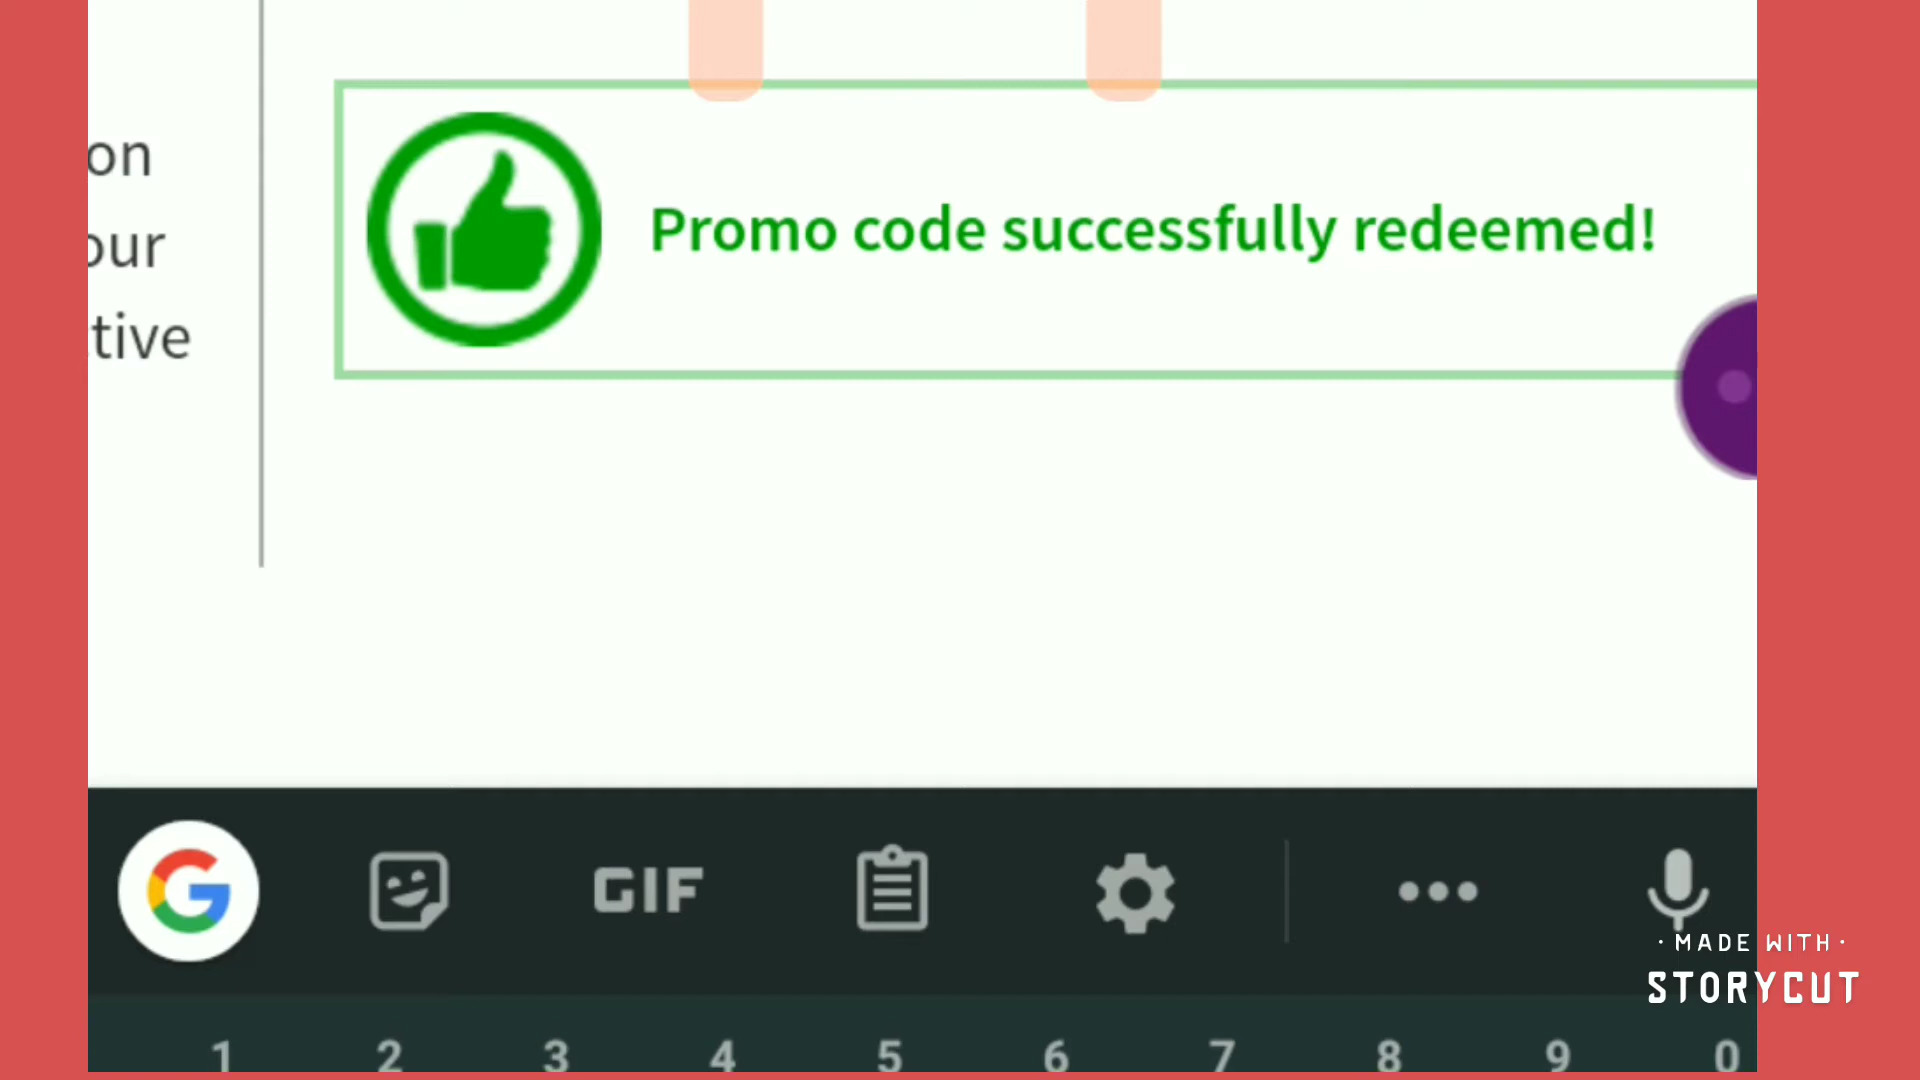 on
our
tive
Promo code successfully redeemed!
G
GIF
1 2 3 4 5 6 7 8 9 0
· MADE WITH ·
STORYCUT